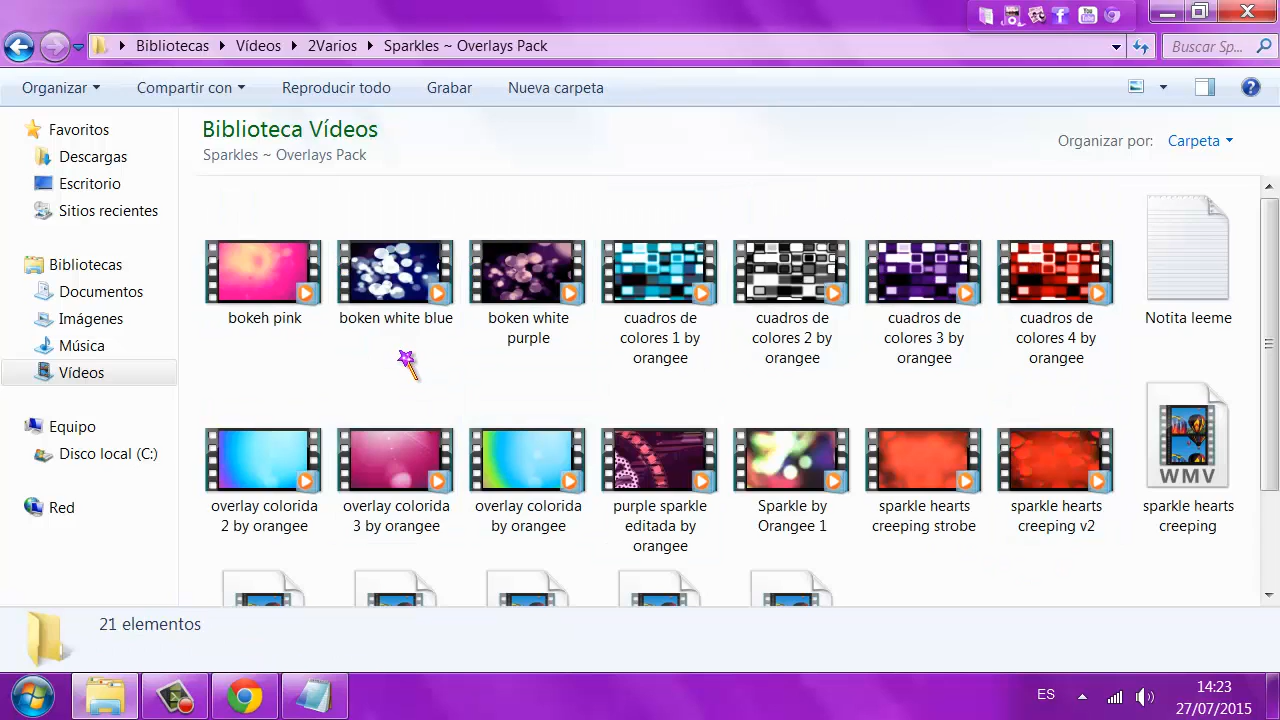 Bibliotecas Vídeos 2Varios Sparkles ~ Overlays Pack
Buscar Sp...
Organizar Compartir con Reproducir todo Grabar Nueva carpeta
Favoritos
Descargas
Escritorio
Sitios recientes
Bibliotecas
Documentos
Imágenes
Música
Vídeos
Equipo
Disco local (C:)
Red
Biblioteca Vídeos
Sparkles ~ Overlays Pack
Organizar por: Carpeta
bokeh pink
boken white blue
boken white
purple
cuadros de
colores 1 by
orangee
cuadros de
colores 2 by
orangee
cuadros de
colores 3 by
orangee
cuadros de
colores 4 by
orangee
Notita leeme
overlay colorida
2 by orangee
overlay colorida
3 by orangee
overlay colorida
by orangee
purple sparkle
editada by
orangee
Sparkle by
Orangee 1
sparkle hearts
creeping strobe
sparkle hearts
creeping v2
WMV
sparkle hearts
creeping
21 elementos
ES
14:23
27/07/2015